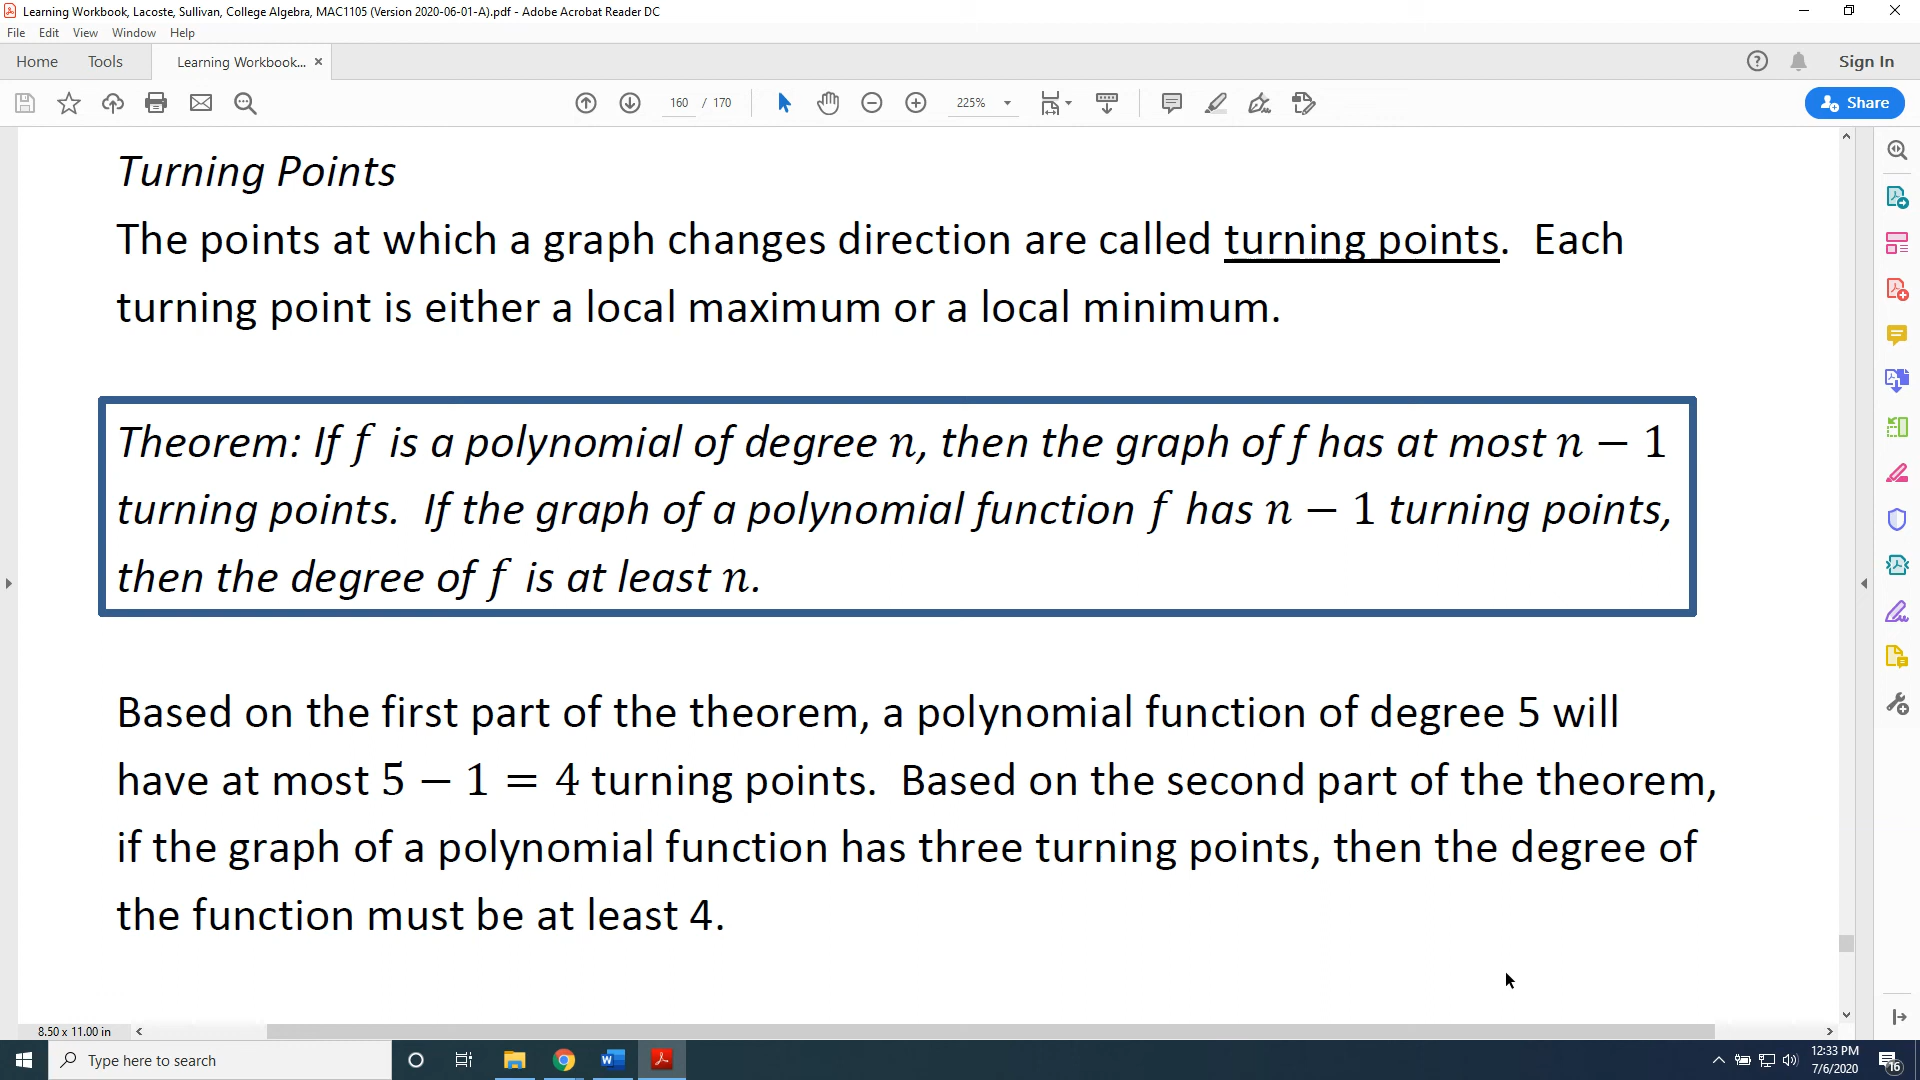 Learning Workbook, Lacoste, Sullivan, College Algebra, MAC1105 (Version 2020-06-01-A).pdf - Adobe Acrobat Reader DC
File Edit View Window Help
Home Tools Learning Workbook... × Sign In
160 / 170 225% Share
Turning Points
The points at which a graph changes direction are called turning points. Each
turning point is either a local maximum or a local minimum.
Theorem: If f is a polynomial of degree n, then the graph of f has at most n − 1
turning points. If the graph of a polynomial function f has n − 1 turning points,
then the degree of f is at least n.
Based on the first part of the theorem, a polynomial function of degree 5 will
have at most 5 − 1 = 4 turning points. Based on the second part of the theorem,
if the graph of a polynomial function has three turning points, then the degree of
the function must be at least 4.
8.50 x 11.00 in
Type here to search
12:33 PM
7/6/2020
16